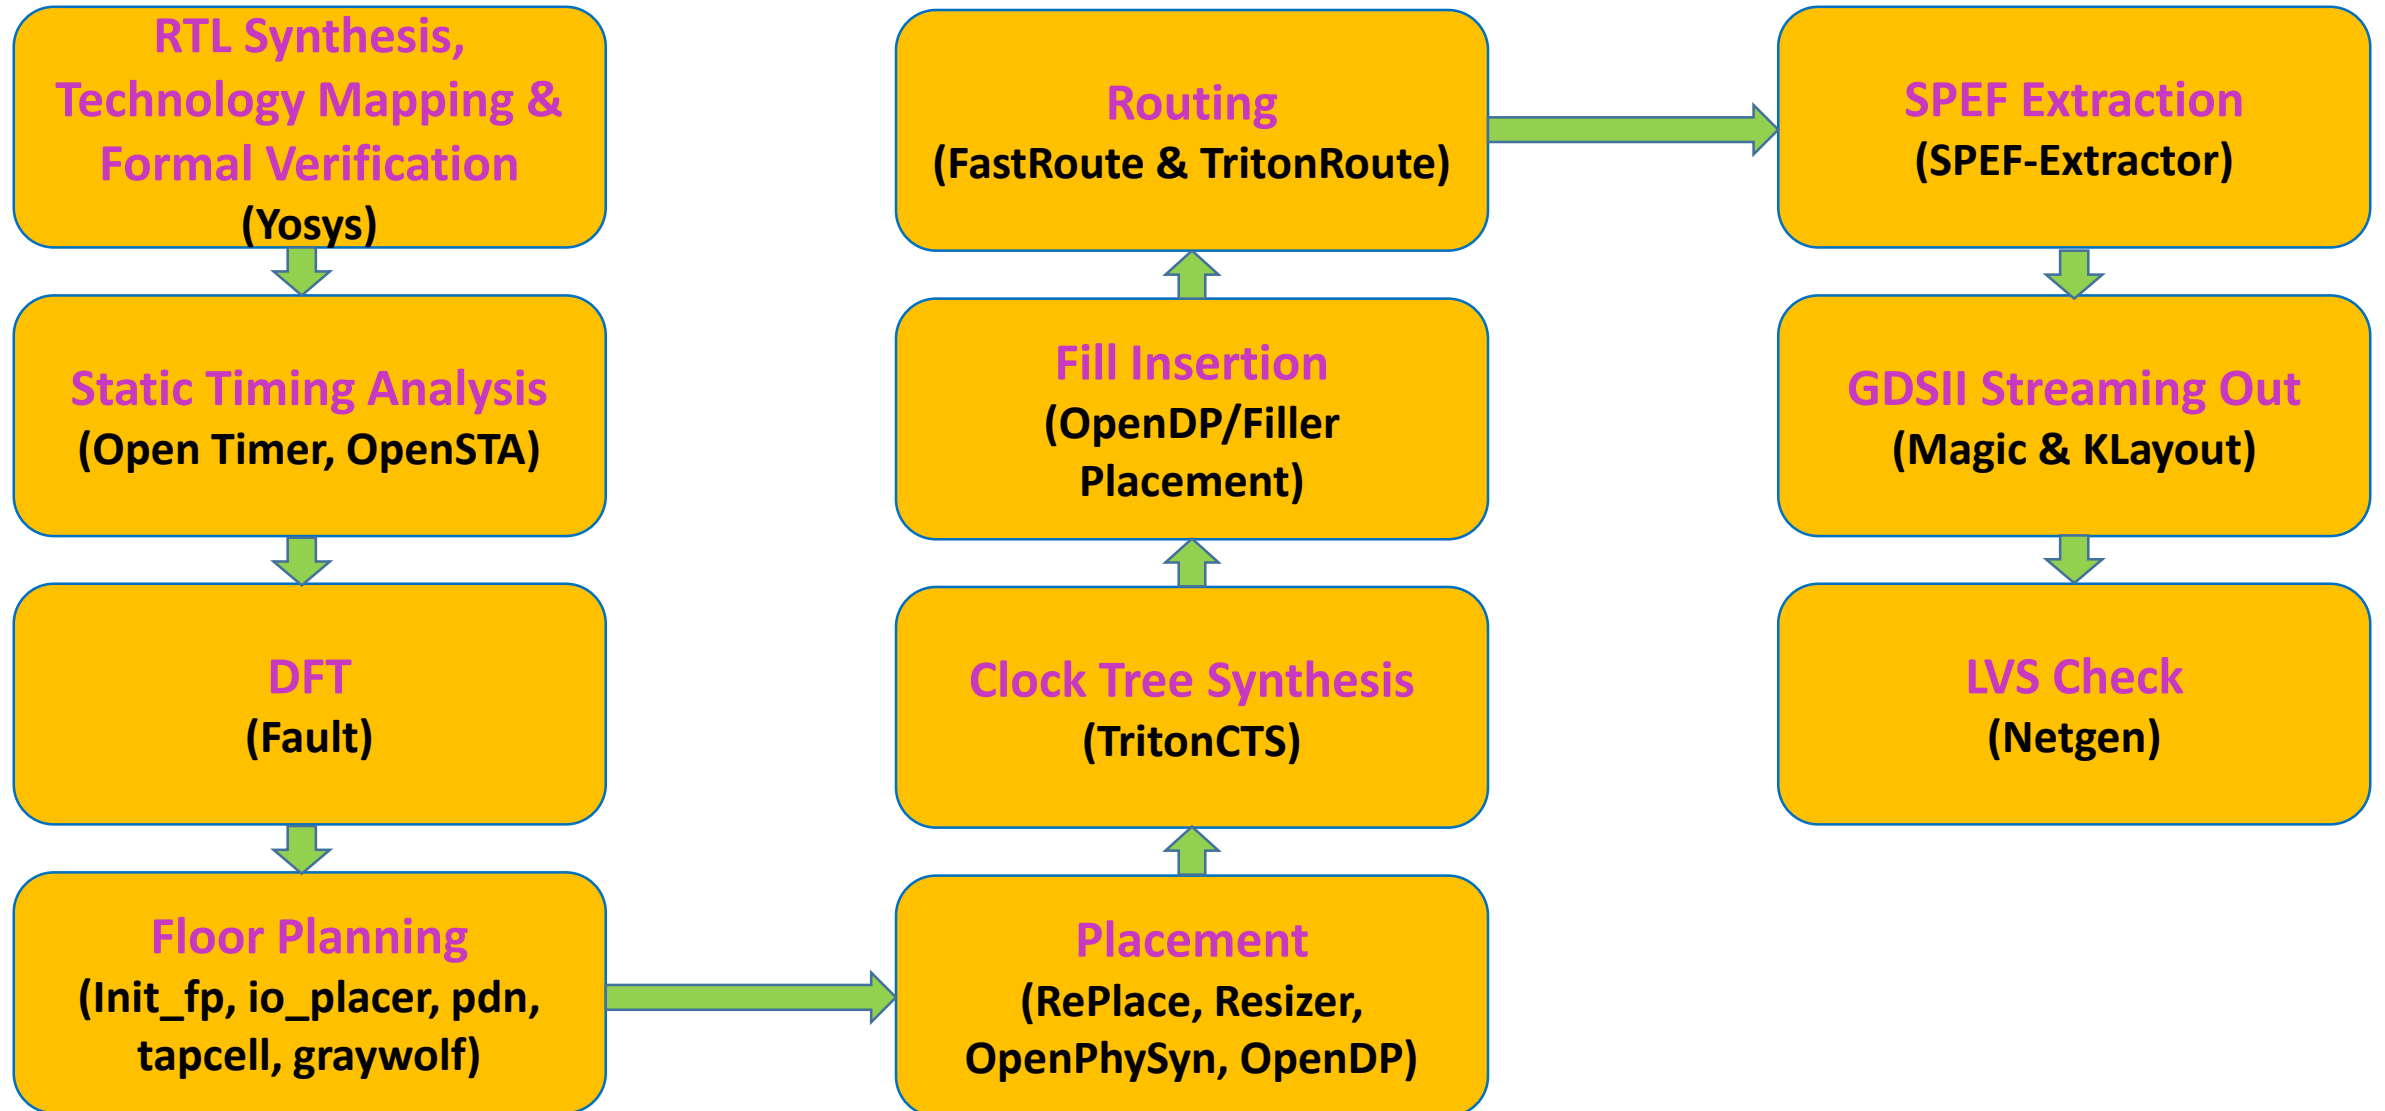 RTL Synthesis,
Technology Mapping &
Formal Verification
(Yosys)
Static Timing Analysis
(Open Timer, OpenSTA)
DFT
(Fault)
Floor Planning
(Init_fp, io_placer, pdn,
tapcell, graywolf)
Placement
(RePlace, Resizer,
OpenPhySyn, OpenDP)
Clock Tree Synthesis
(TritonCTS)
Fill Insertion
(OpenDP/Filler
Placement)
Routing
(FastRoute & TritonRoute)
SPEF Extraction
(SPEF-Extractor)
GDSII Streaming Out
(Magic & KLayout)
LVS Check
(Netgen)